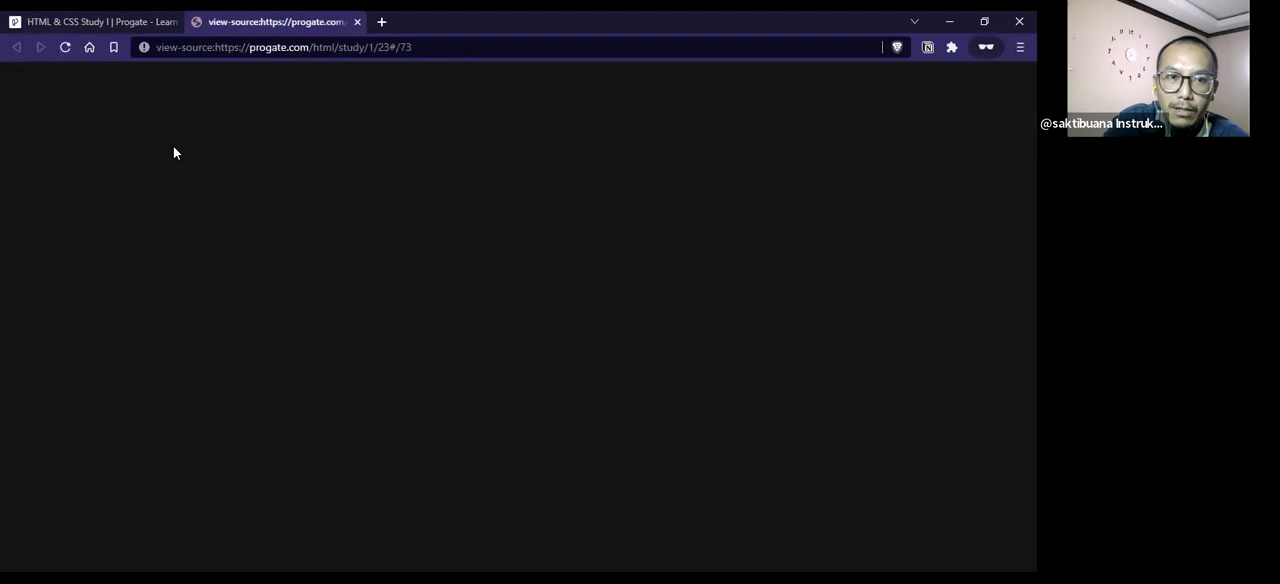 HTML & CSS Study I | Progate - Learn
view-source:https://progate.com
view-source:https://progate.com/html/study/1/23#/73
@saktibuana Instruk...